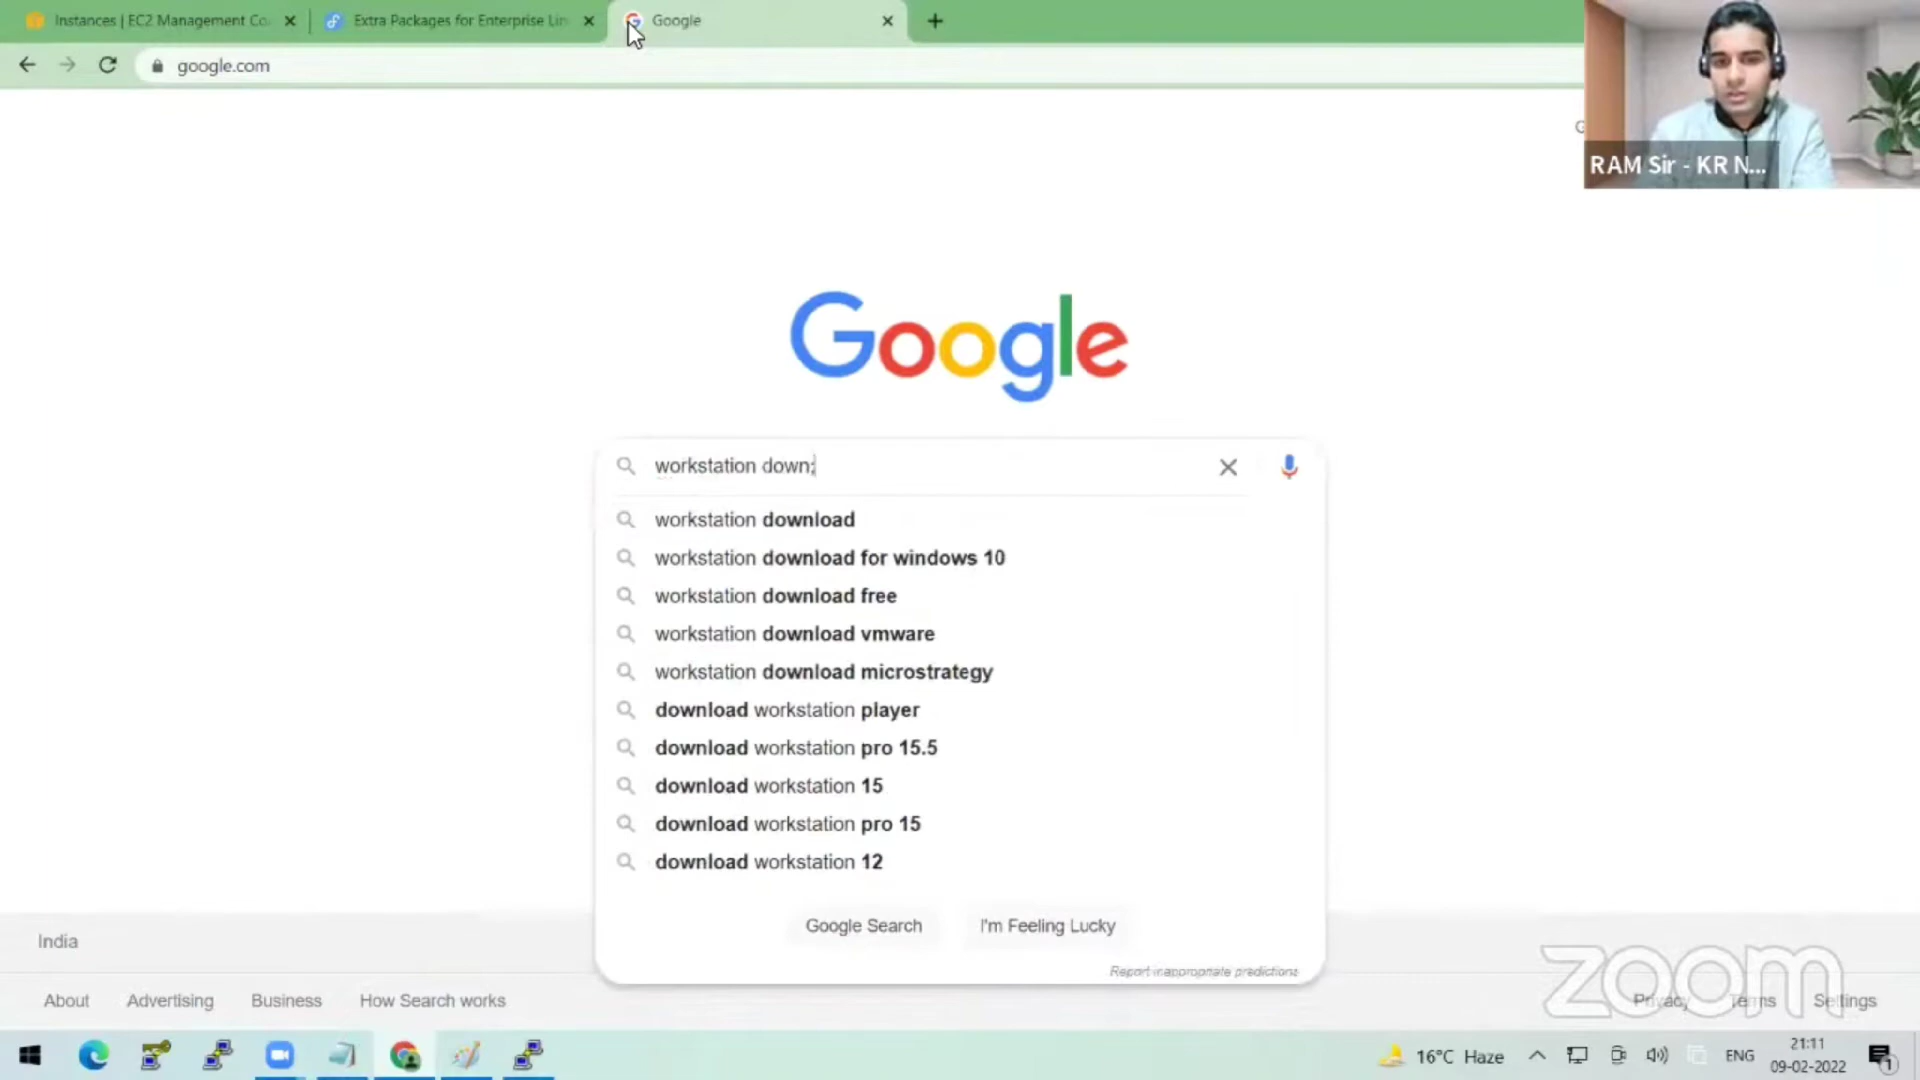 Instances | EC2 Management Co
Extra Packages for Enterprise Lin
Google
google.com
RAM Sir - KR N...
Google
workstation down;
workstation download
workstation download for windows 10
workstation download free
workstation download vmware
workstation download microstrategy
download workstation player
download workstation pro 15.5
download workstation 15
download workstation pro 15
download workstation 12
Google Search
I'm Feeling Lucky
Report inappropriate predictions
India
About
Advertising
Business
How Search works
Privacy
Terms
Settings
zoom
16°C Haze
ENG
21:11
09-02-2022
1